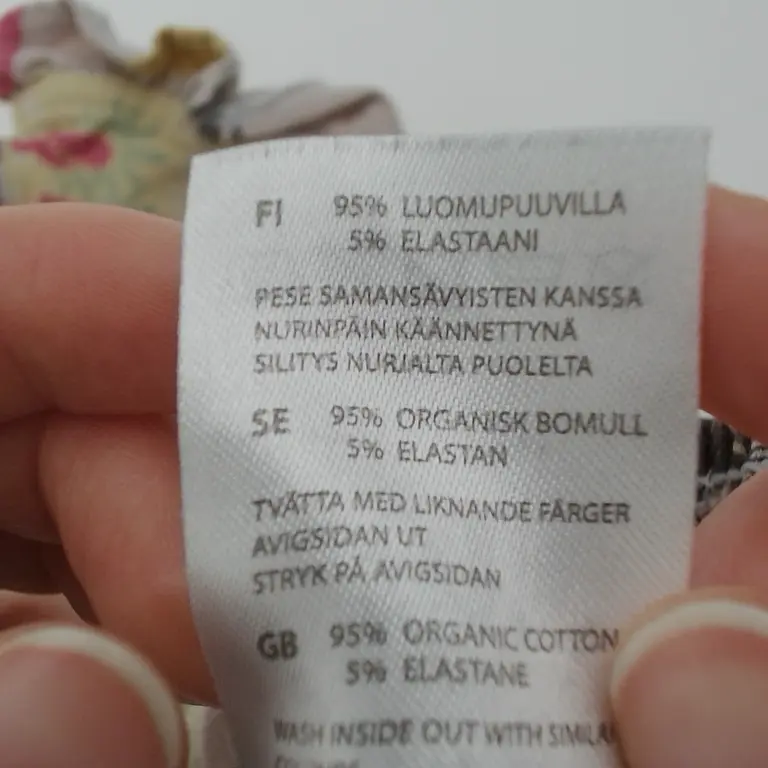 FI 95% LUOMUPUUVILLA
5% ELASTAANI
PESE SAMANSÄVYISTEN KANSSA
NURINPÄIN KÄÄNNETTYNÄ
SILITYS NURJALTA PUOLELTA
SE 95% ORGANISK BOMULL
5% ELASTAN
TVÄTTA MED LIKNANDE FÄRGER
AVIGSIDAN UT
STRYK PÅ AVIGSIDAN
GB 95% ORGANIC COTTON
5% ELASTANE
WASH INSIDE OUT WITH